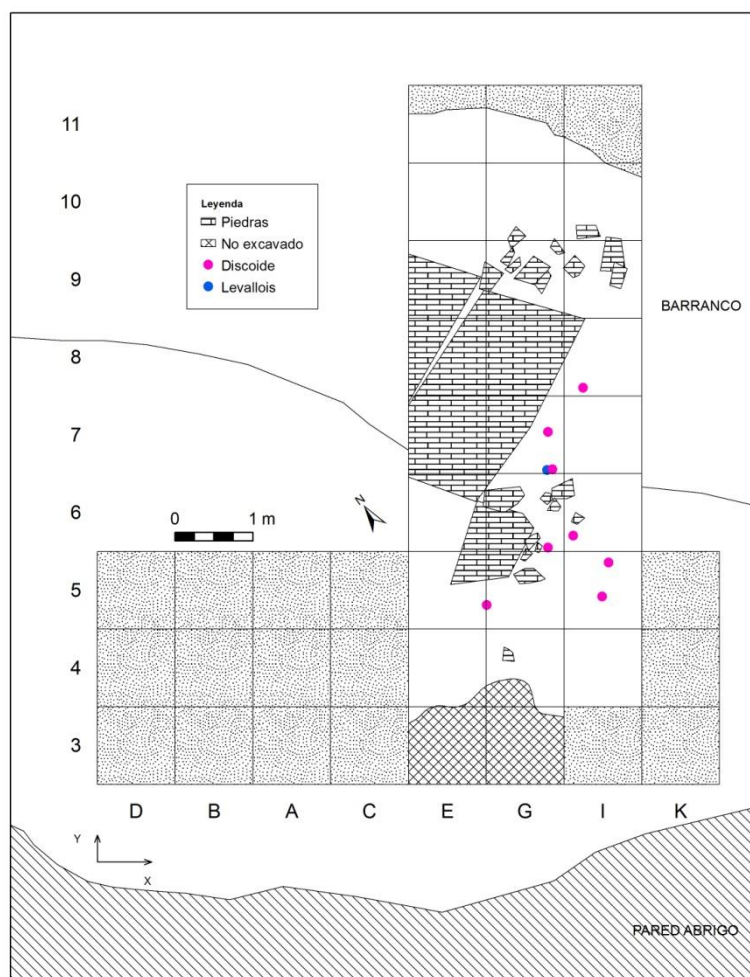 11
10
Leyenda
Piedras
No excavado
Discoide
Levallois
9
BARRANCO
8
7
N
6
0 1 m
5
4
3
D B A C E G I K
Y
X
PARED ABRIGO